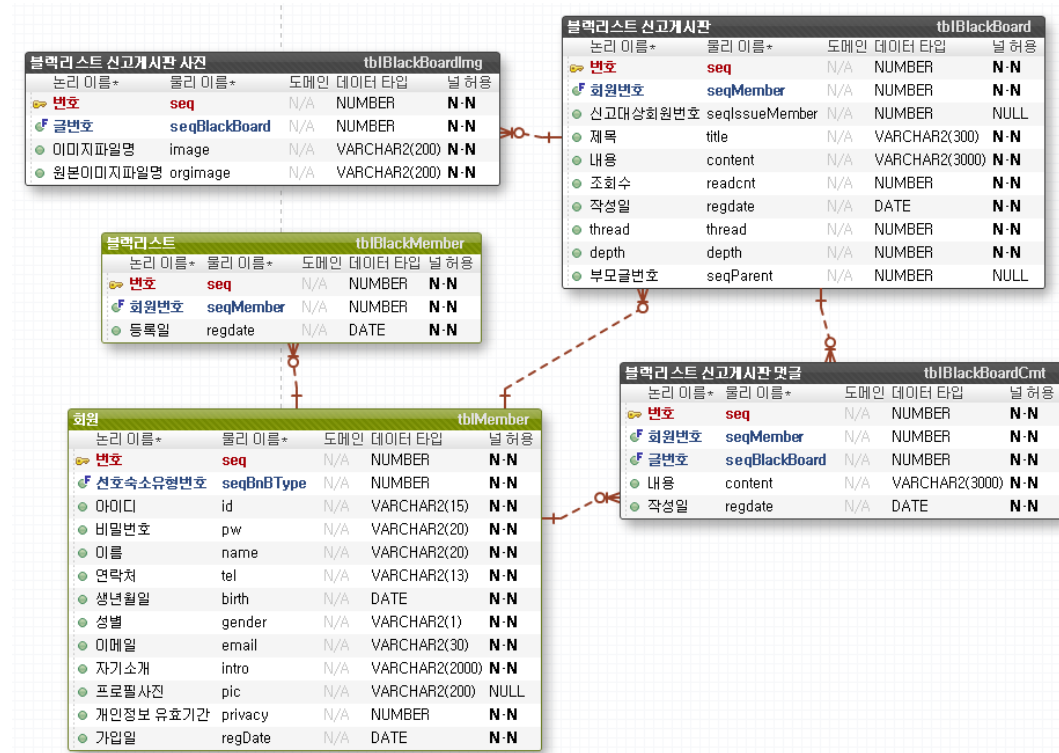 블랙리스트 신고게시판 사진 tblBlackBoardImg
논리 이름* 물리 이름* 도메인 데이터 타입 널 허용
번호 seq N/A NUMBER N-N
글번호 seqBlackBoard N/A NUMBER N-N
이미지파일명 image N/A VARCHAR2(200) N-N
원본이미지파일명 orgimage N/A VARCHAR2(200) N-N
블랙리스트 신고게시판 tblBlackBoard
논리 이름* 물리 이름* 도메인 데이터 타입 널 허용
번호 seq N/A NUMBER N-N
회원번호 seqMember N/A NUMBER N-N
신고대상회원번호 seqIssueMember N/A NUMBER NULL
제목 title N/A VARCHAR2(300) N-N
내용 content N/A VARCHAR2(3000) N-N
조회수 readcnt N/A NUMBER N-N
작성일 regdate N/A DATE N-N
thread thread N/A NUMBER N-N
depth depth N/A NUMBER N-N
부모글번호 seqParent N/A NUMBER NULL
블랙리스트 tblBlackMember
논리 이름* 물리 이름* 도메인 데이터 타입 널 허용
번호 seq N/A NUMBER N-N
회원번호 seqMember N/A NUMBER N-N
등록일 regdate N/A DATE N-N
블랙리스트 신고게시판 댓글 tblBlackBoardCmt
논리 이름* 물리 이름* 도메인 데이터 타입 널 허용
번호 seq N/A NUMBER N-N
회원번호 seqMember N/A NUMBER N-N
글번호 seqBlackBoard N/A NUMBER N-N
내용 content N/A VARCHAR2(3000) N-N
작성일 regdate N/A DATE N-N
회원 tblMember
논리 이름* 물리 이름* 도메인 데이터 타입 널 허용
번호 seq N/A NUMBER N-N
선호숙소유형번호 seqBnBType N/A NUMBER N-N
아이디 id N/A VARCHAR2(15) N-N
비밀번호 pw N/A VARCHAR2(20) N-N
이름 name N/A VARCHAR2(20) N-N
연락처 tel N/A VARCHAR2(13) N-N
생년월일 birth N/A DATE N-N
성별 gender N/A VARCHAR2(1) N-N
이메일 email N/A VARCHAR2(30) N-N
자기소개 intro N/A VARCHAR2(2000) N-N
프로필사진 pic N/A VARCHAR2(200) NULL
개인정보 유효기간 privacy N/A NUMBER N-N
가입일 regDate N/A DATE N-N